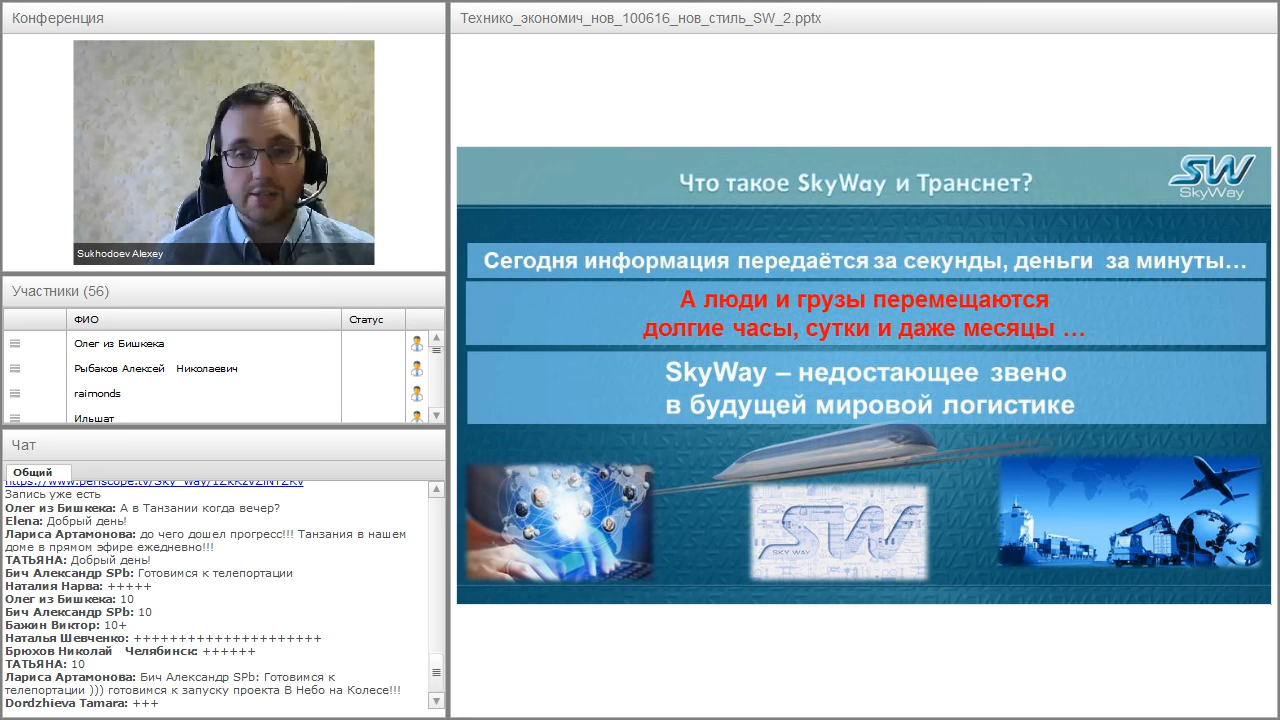 Конференция
Sukhodoev Alexey
Участники (56)
ФИО
Статус
Олег из Бишкека
Рыбаков Алексей Николаевич
raimonds
Ильшат
Чат
Общий
Запись уже есть
Олег из Бишкека: А в Танзании когда вечер?
Elena: Добрый день!
Лариса Артамонова: до чего дошел прогресс!!! Танзания в нашем
доме в прямом эфире ежедневно!!!
ТАТЬЯНА: Добрый день!
Бич Александр SPb: Готовимся к телепортации
Наталия Нарва: +++++
Олег из Бишкека: 10
Бич Александр SPb: 10
Бажин Виктор: 10+
Наталья Шевченко: +++++++++++++++++++++
Брюхов Николай Челябинск: ++++++
ТАТЬЯНА: 10
Лариса Артамонова: Бич Александр SPb: Готовимся к
телепортации ))) готовимся к запуску проекта В Небо на Колесе!!!
Dordzhieva Tamara: +++
Технико_экономич_нов_100616_нов_стиль_SW_2.pptx
Что такое SkyWay и Транснет?
SW
SkyWay
Сегодня информация передаётся за секунды, деньги за минуты…
А люди и грузы перемещаются
долгие часы, сутки и даже месяцы …
SkyWay – недостающее звено
в будущей мировой логистике
SW
SKY WAY